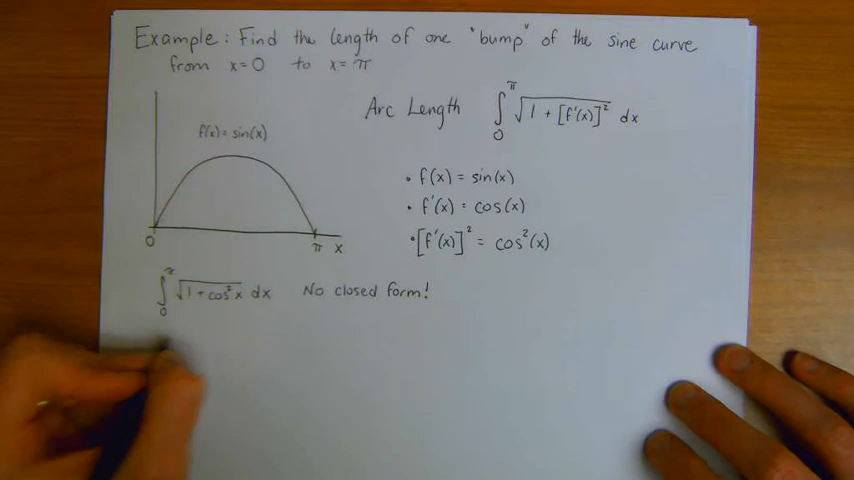 Example: Find the length of one "bump" of the sine curve
from x=0 to x=π
Arc Length ∫₀^π √(1 + [f'(x)]²) dx
f(x) = sin(x)
0 π x
• f(x) = sin(x)
• f'(x) = cos(x)
• [f'(x)]² = cos²(x)
∫₀^π √(1+cos²x) dx No closed form!